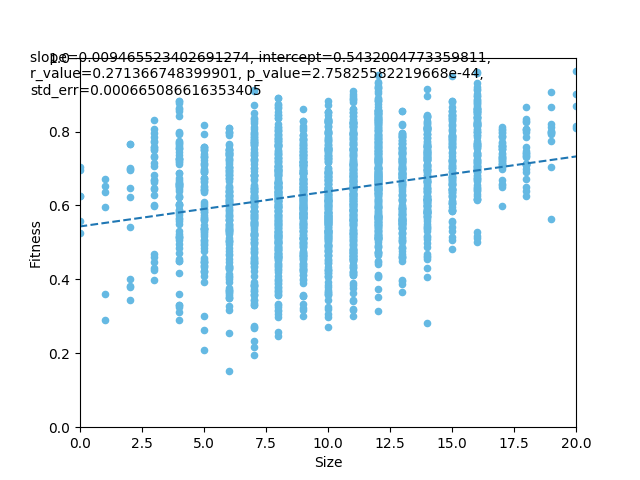 slope=0.009465523402691274, intercept=0.5432004773359811,
r_value=0.271366748399901, p_value=2.75825582219668e-44,
std_err=0.000665086616353405
1.0
0.8
0.6
0.4
0.2
0.0
Fitness
0.0 2.5 5.0 7.5 10.0 12.5 15.0 17.5 20.0
Size